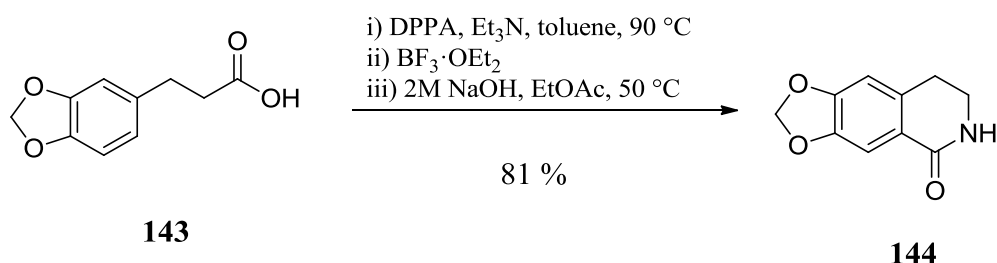 i) DPPA, Et₃N, toluene, 90 °C
ii) BF₃·OEt₂
iii) 2M NaOH, EtOAc, 50 °C
81 %
O
OH
O
O
143
O
O
NH
O
144